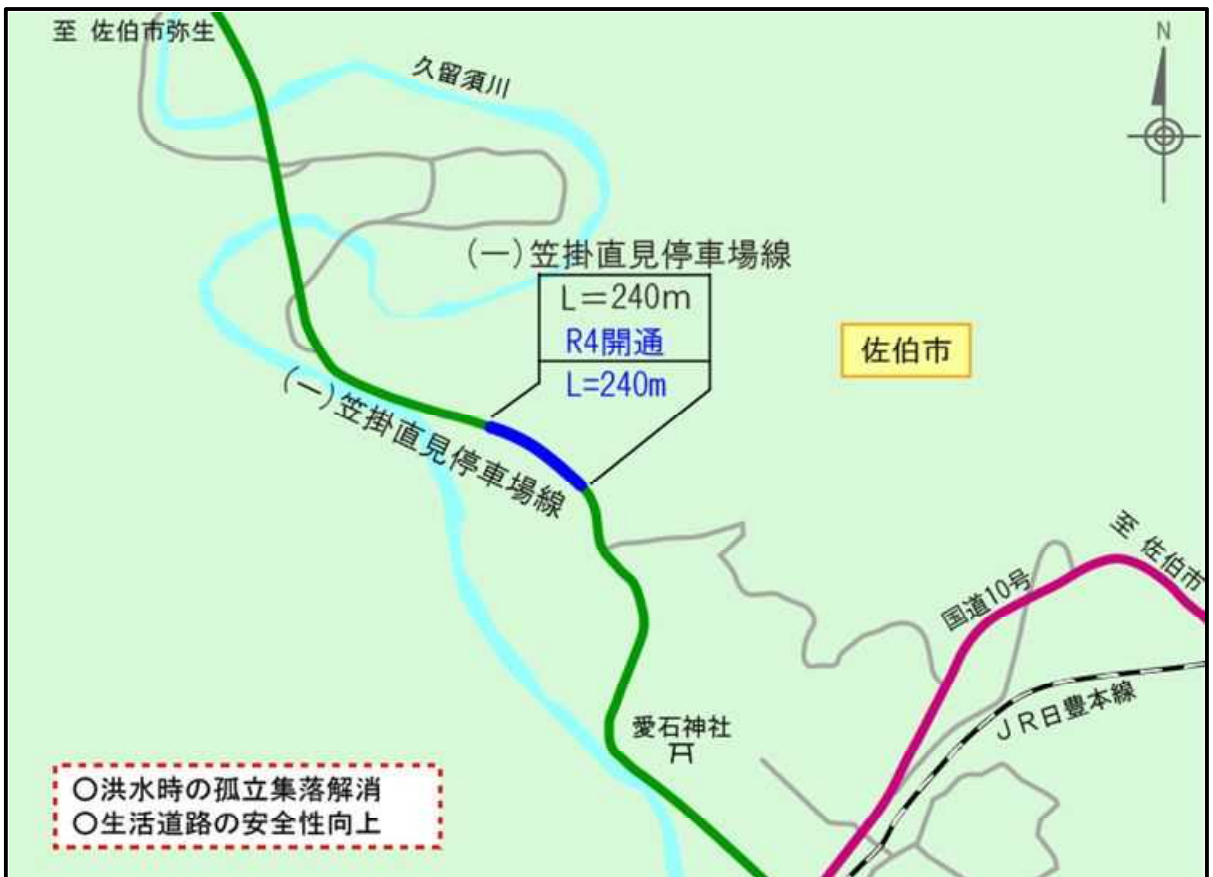 至 佐伯市弥生
久留須川
N
(一)笠掛直見停車場線
L=240m
R4開通
L=240m
佐伯市
(一)笠掛直見停車場線
至 佐伯市
国道10号
JR日豊本線
愛石神社
○洪水時の孤立集落解消
○生活道路の安全性向上